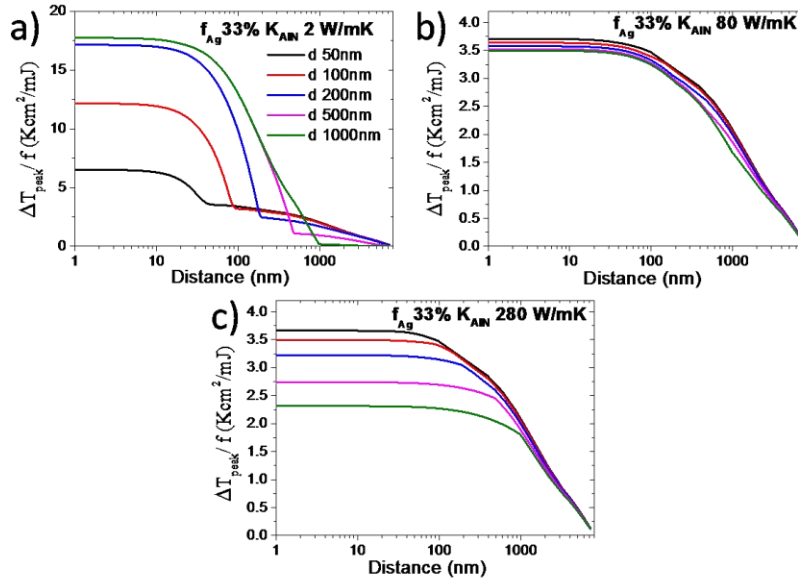 a)
f_Ag 33% K_AlN 2 W/mK
d 50nm
d 100nm
d 200nm
d 500nm
d 1000nm
20
15
10
5
0
ΔT_peak / f (Kcm²/mJ)
1 10 100 1000
Distance (nm)
b)
f_Ag 33% K_AlN 80 W/mK
4.0
3.5
3.0
2.5
2.0
1.5
1.0
0.5
0.0
ΔT_peak / f (Kcm²/mJ)
1 10 100 1000
Distance (nm)
c)
f_Ag 33% K_AlN 280 W/mK
4.0
3.5
3.0
2.5
2.0
1.5
1.0
0.5
0.0
ΔT_peak / f (Kcm²/mJ)
1 10 100 1000
Distance (nm)